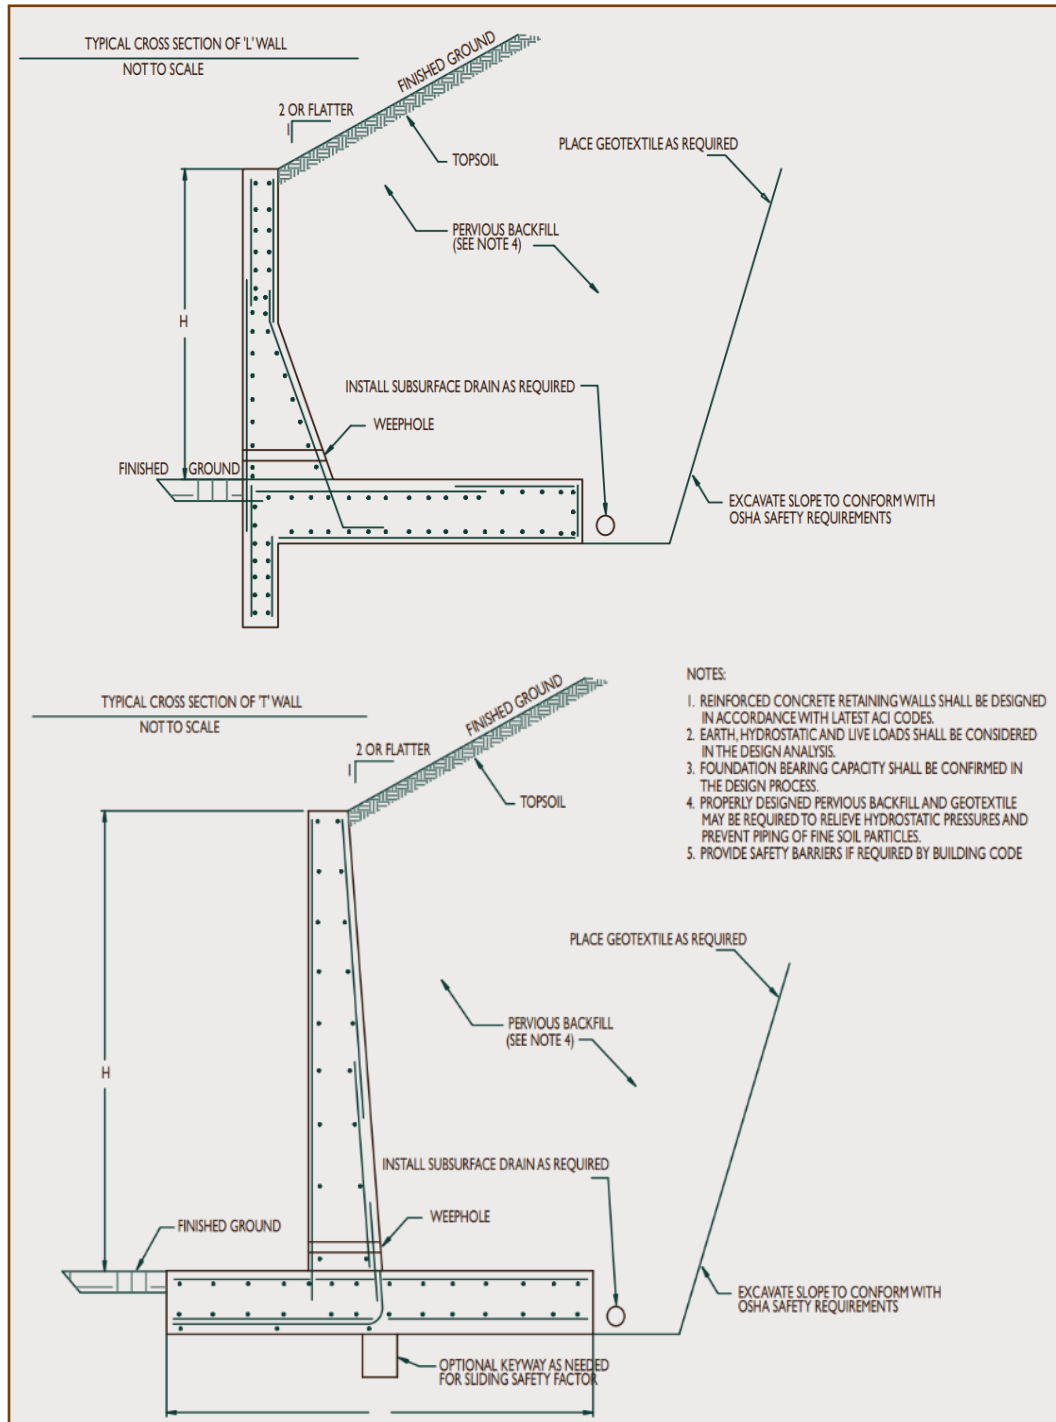 TYPICAL CROSS SECTION OF 'L' WALL
NOT TO SCALE
FINISHED GROUND
2 OR FLATTER
1
TOPSOIL
PLACE GEOTEXTILE AS REQUIRED
PERVIOUS BACKFILL
(SEE NOTE 4)
H
INSTALL SUBSURFACE DRAIN AS REQUIRED
WEEPHOLE
FINISHED GROUND
EXCAVATE SLOPE TO CONFORM WITH
OSHA SAFETY REQUIREMENTS
TYPICAL CROSS SECTION OF 'T' WALL
NOT TO SCALE
FINISHED GROUND
2 OR FLATTER
1
TOPSOIL
NOTES:
1. REINFORCED CONCRETE RETAINING WALLS SHALL BE DESIGNED
IN ACCORDANCE WITH LATEST ACI CODES.
2. EARTH, HYDROSTATIC AND LIVE LOADS SHALL BE CONSIDERED
IN THE DESIGN ANALYSIS.
3. FOUNDATION BEARING CAPACITY SHALL BE CONFIRMED IN
THE DESIGN PROCESS.
4. PROPERLY DESIGNED PERVIOUS BACKFILL AND GEOTEXTILE
MAY BE REQUIRED TO RELIEVE HYDROSTATIC PRESSURES AND
PREVENT PIPING OF FINE SOIL PARTICLES.
5. PROVIDE SAFETY BARRIERS IF REQUIRED BY BUILDING CODE
PLACE GEOTEXTILE AS REQUIRED
PERVIOUS BACKFILL
(SEE NOTE 4)
H
INSTALL SUBSURFACE DRAIN AS REQUIRED
WEEPHOLE
FINISHED GROUND
EXCAVATE SLOPE TO CONFORM WITH
OSHA SAFETY REQUIREMENTS
OPTIONAL KEYWAY AS NEEDED
FOR SLIDING SAFETY FACTOR